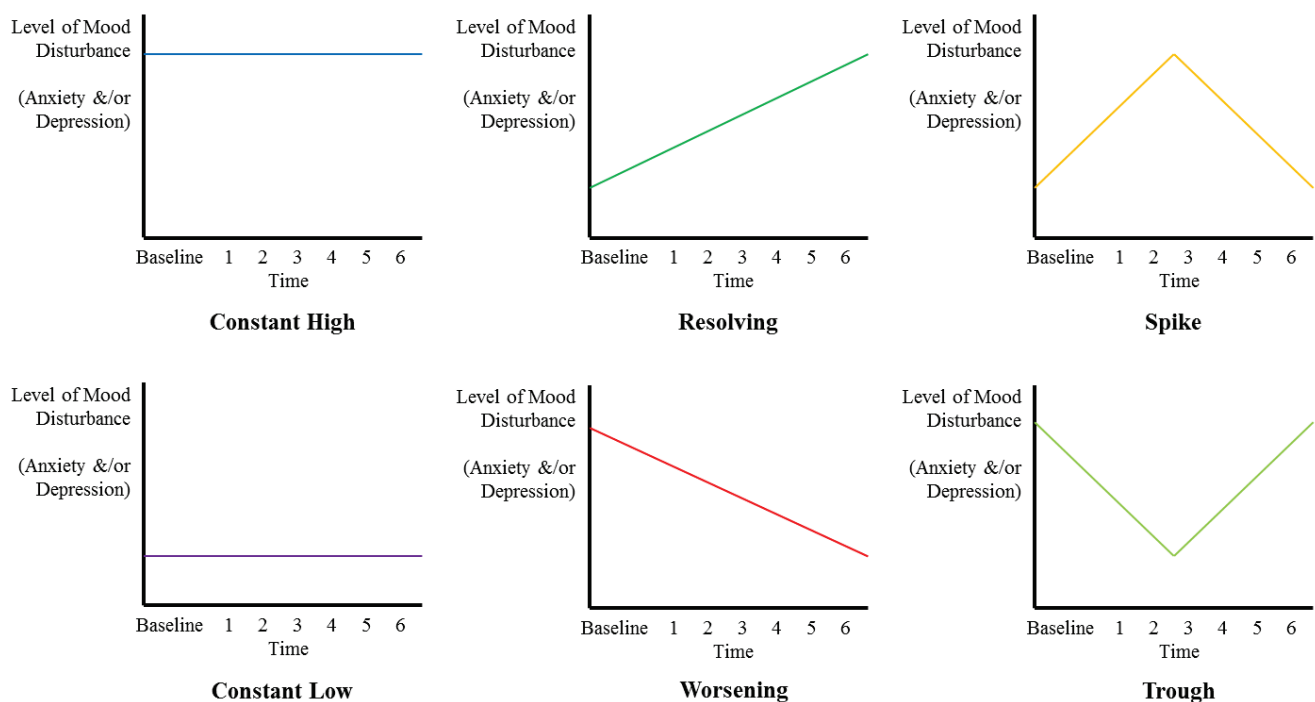 Level of Mood
Disturbance
(Anxiety &/or
Depression)
Baseline 1 2 3 4 5 6
Time
Constant High
Level of Mood
Disturbance
(Anxiety &/or
Depression)
Baseline 1 2 3 4 5 6
Time
Resolving
Level of Mood
Disturbance
(Anxiety &/or
Depression)
Baseline 1 2 3 4 5 6
Time
Spike
Level of Mood
Disturbance
(Anxiety &/or
Depression)
Baseline 1 2 3 4 5 6
Time
Constant Low
Level of Mood
Disturbance
(Anxiety &/or
Depression)
Baseline 1 2 3 4 5 6
Time
Worsening
Level of Mood
Disturbance
(Anxiety &/or
Depression)
Baseline 1 2 3 4 5 6
Time
Trough